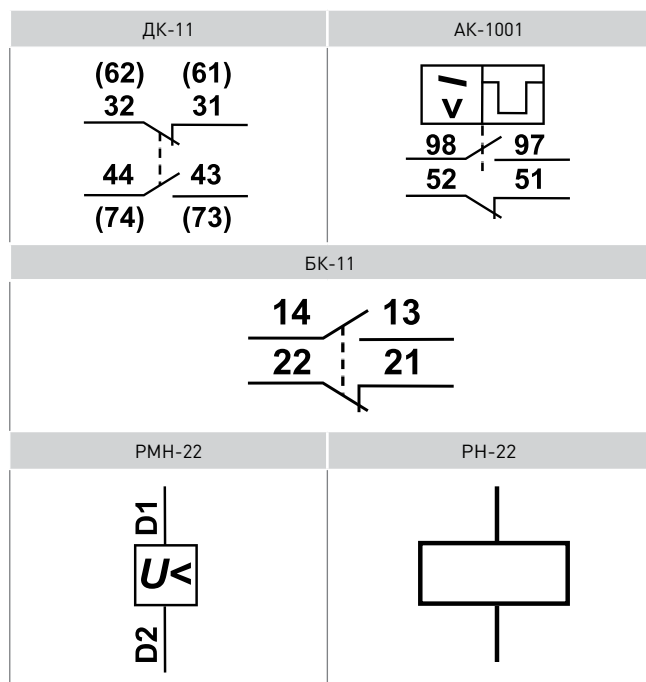 ДК-11
АК-1001
(62) (61)
32 31
44 43
(74) (73)
I >
98 97
52 51
БК-11
14 13
22 21
РМН-22
РН-22
D1
U<
D2